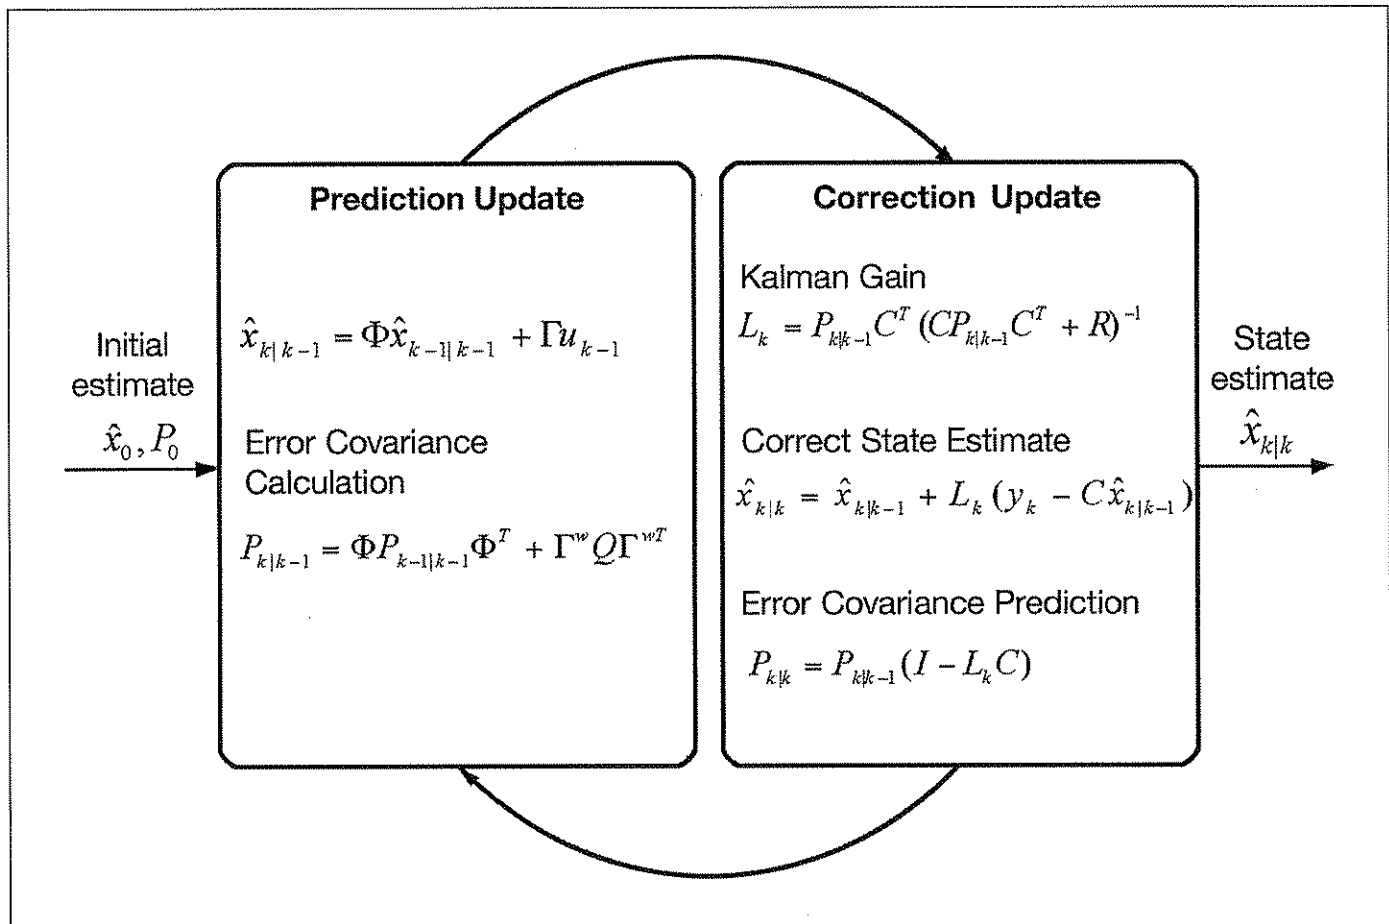 Prediction Update
x̂_{k|k-1} = Φx̂_{k-1|k-1} + Γu_{k-1}
Error Covariance
Calculation
P_{k|k-1} = ΦP_{k-1|k-1}Φ^T + Γ^w QΓ^{wT}
Correction Update
Kalman Gain
L_k = P_{k|k-1}C^T (CP_{k|k-1}C^T + R)^{-1}
Correct State Estimate
x̂_{k|k} = x̂_{k|k-1} + L_k (y_k − Cx̂_{k|k-1})
Error Covariance Prediction
P_{k|k} = P_{k|k-1}(I − L_k C)
Initial
estimate
x̂_0, P_0
State
estimate
x̂_{k|k}